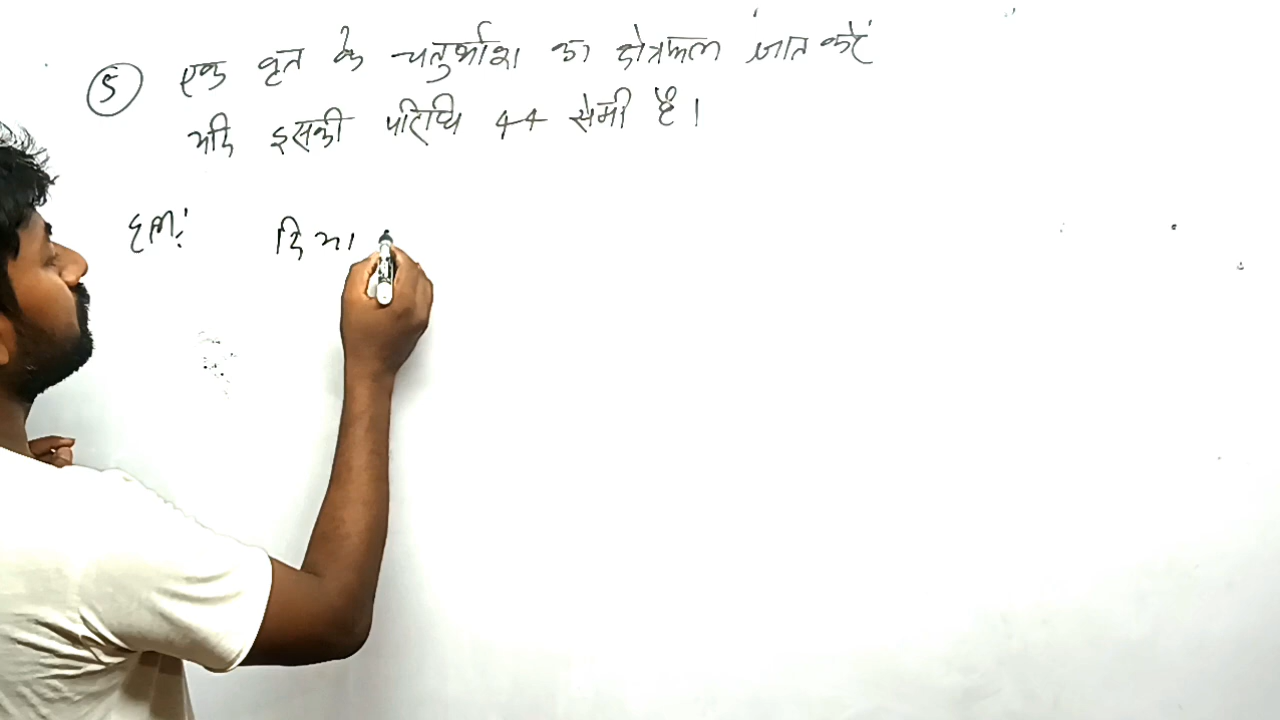 ⑤ एक वृत के चतुर्थांश का क्षेत्रफल ज्ञात करें
यदि इसकी परिधि 44 सेमी है।
हल: दिया